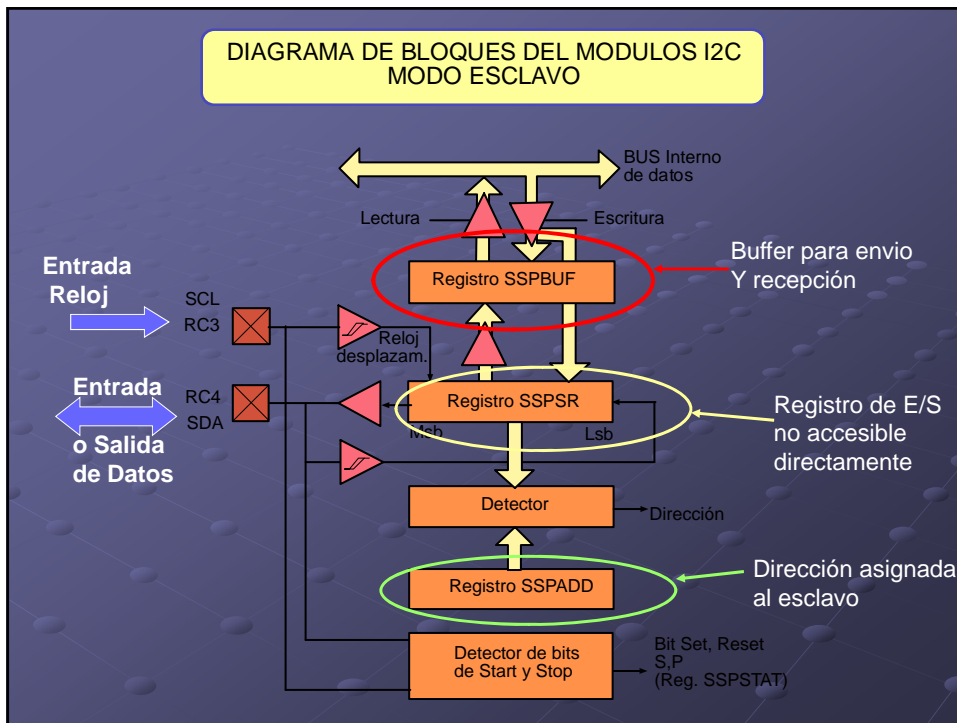 DIAGRAMA DE BLOQUES DEL MODULOS I2C
MODO ESCLAVO
BUS Interno
de datos
Lectura
Escritura
Registro SSPBUF
Buffer para envio
Y recepción
Entrada
Reloj
SCL
RC3
Reloj
desplazam.
Entrada
o Salida
de Datos
RC4
SDA
Registro SSPSR
Msb
Lsb
Registro de E/S
no accesible
directamente
Detector
Dirección
Registro SSPADD
Dirección asignada
al esclavo
Detector de bits
de Start y Stop
Bit Set, Reset
S,P
(Reg. SSPSTAT)